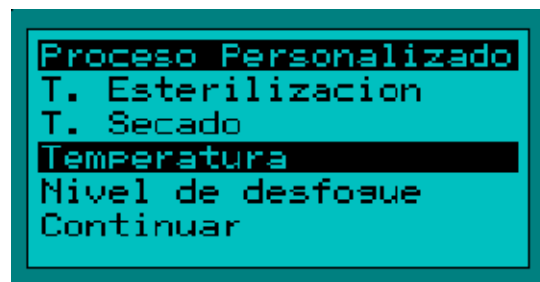 Proceso Personalizado
T. Esterilizacion
T. Secado
Temperatura
Nivel de desfogue
Continuar